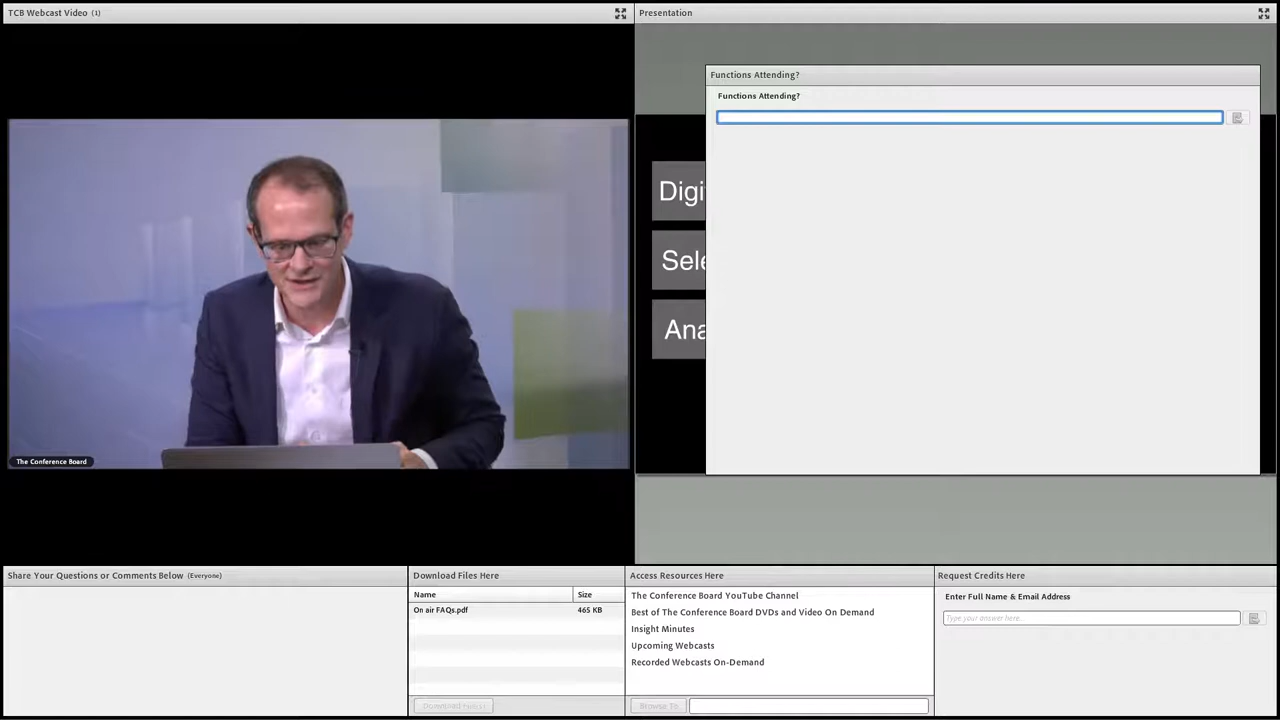 TCB Webcast Video (1)
Presentation
Functions Attending?
Functions Attending?
Digi
Sele
Ana
The Conference Board
Share Your Questions or Comments Below (Everyone)
Download Files Here
Name Size
On air FAQs.pdf 465 KB
Access Resources Here
The Conference Board YouTube Channel
Best of The Conference Board DVDs and Video On Demand
Insight Minutes
Upcoming Webcasts
Recorded Webcasts On-Demand
Browse To
Request Credits Here
Enter Full Name & Email Address
Type your answer here...
Download